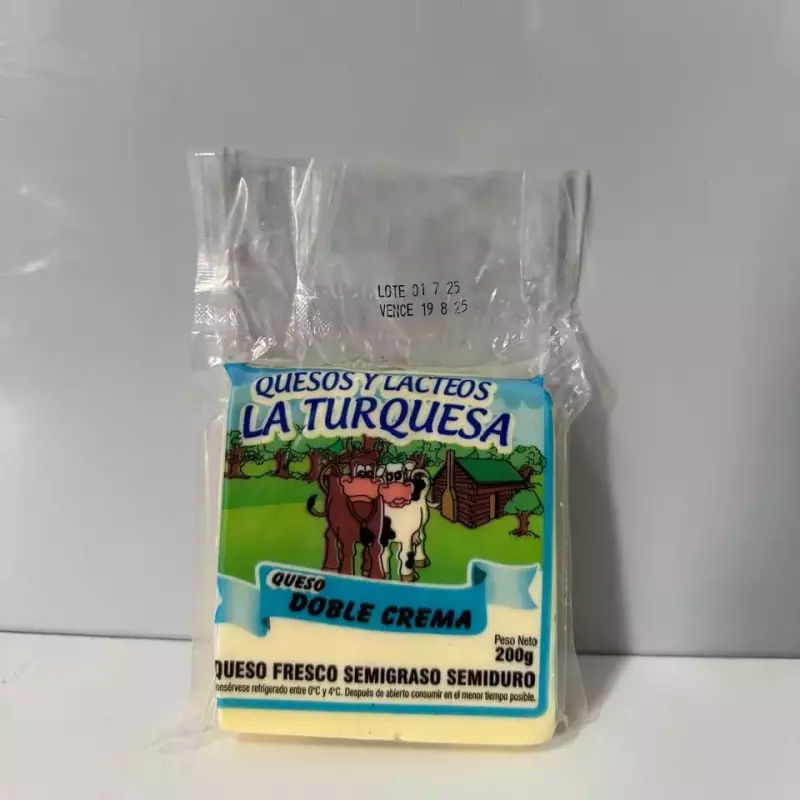 LOTE 01 7 25
VENCE 19 8 25
QUESOS Y LACTEOS
LA TURQUESA
QUESO
DOBLE CREMA
Peso Neto
200g
QUESO FRESCO SEMIGRASO SEMIDURO
onsérvese refrigerado entre 0°C y 4°C. Después de abierto consumir en el menor tiempo posible.